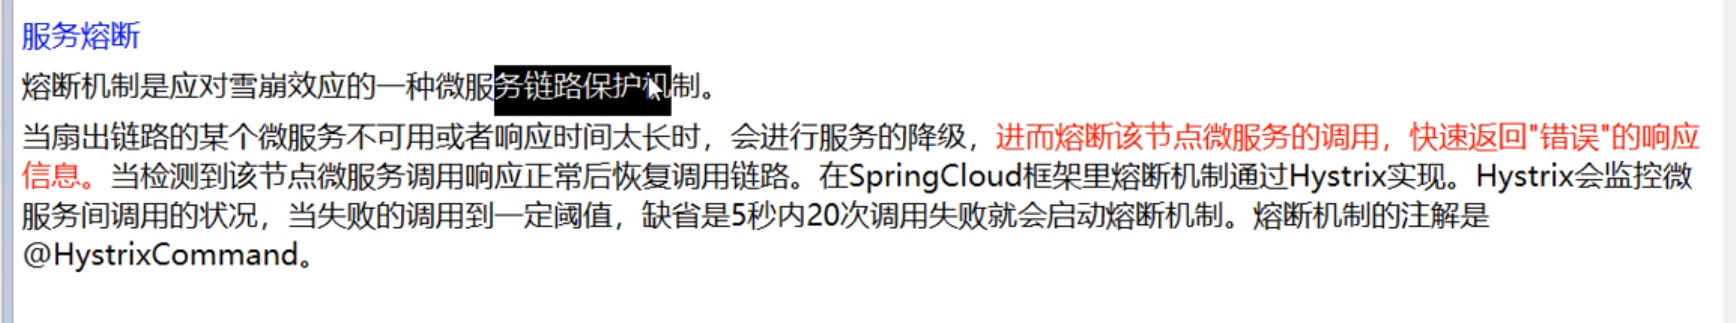 服务熔断
熔断机制是应对雪崩效应的一种微服务链路保护机制。
当扇出链路的某个微服务不可用或者响应时间太长时，会进行服务的降级，进而熔断该节点微服务的调用，快速返回"错误"的响应
信息。当检测到该节点微服务调用响应正常后恢复调用链路。在SpringCloud框架里熔断机制通过Hystrix实现。Hystrix会监控微
服务间调用的状况，当失败的调用到一定阈值，缺省是5秒内20次调用失败就会启动熔断机制。熔断机制的注解是
@HystrixCommand。